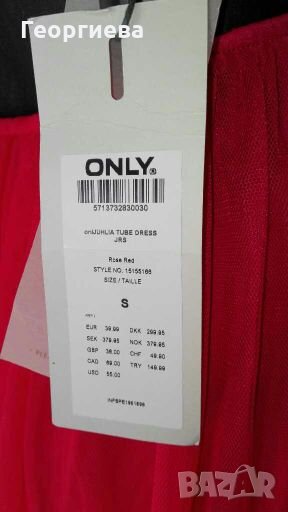 Георгиева
ONLY®
5713732830030
onlJUHLIA TUBE DRESS
JRS
Rose Red
STYLE NO. 15155166
SIZE / TAILLE
S
EUR 39.99 DKK 299.95
SEK 379.95 NOK 379.95
GBP 38.00 CHF 49.90
CAD 69.00 TRY 149.99
USD 55.00
BAZAR